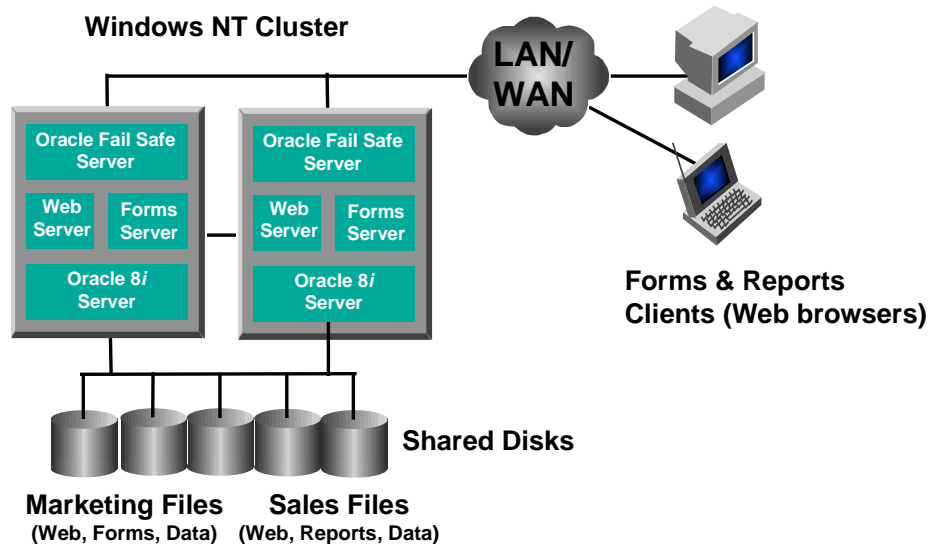 Windows NT Cluster
LAN/
WAN
Oracle Fail Safe
Server
Web
Server
Forms
Server
Oracle 8i
Server
Oracle Fail Safe
Server
Web
Server
Forms
Server
Oracle 8i
Server
Forms & Reports
Clients (Web browsers)
Shared Disks
Marketing Files
(Web, Forms, Data)
Sales Files
(Web, Reports, Data)